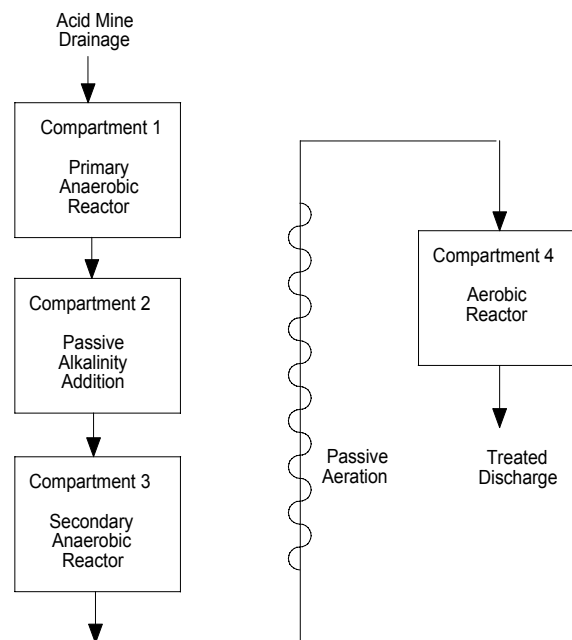 Acid Mine
Drainage
Compartment 1
Primary
Anaerobic
Reactor
Compartment 2
Passive
Alkalinity
Addition
Compartment 3
Secondary
Anaerobic
Reactor
Passive
Aeration
Compartment 4
Aerobic
Reactor
Treated
Discharge